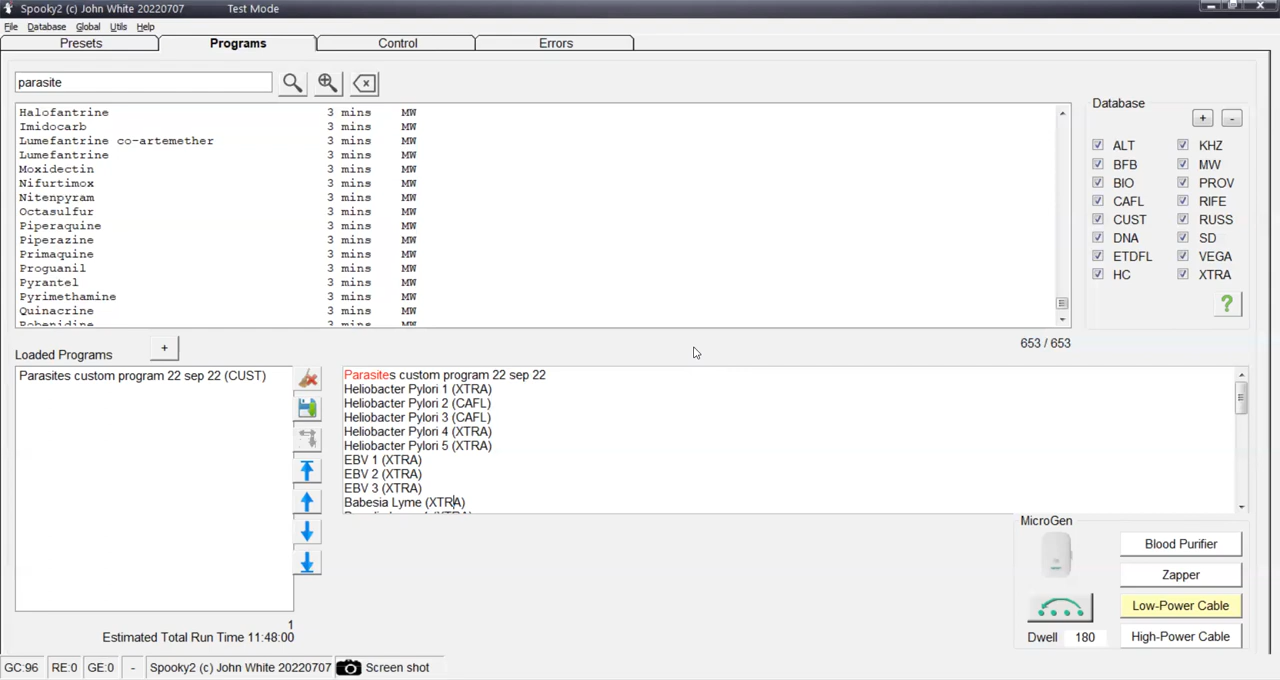 Spooky2 (c) John White 20220707 Test Mode
File Database Global Utils Help
Presets Programs Control Errors
parasite
Halofantrine 3 mins MW
Imidocarb 3 mins MW
Lumefantrine co-artemether 3 mins MW
Lumefantrine 3 mins MW
Moxidectin 3 mins MW
Nifurtimox 3 mins MW
Nitenpyram 3 mins MW
Octasulfur 3 mins MW
Piperaquine 3 mins MW
Piperazine 3 mins MW
Primaquine 3 mins MW
Proguanil 3 mins MW
Pyrantel 3 mins MW
Pyrimethamine 3 mins MW
Quinacrine 3 mins MW
Robenidine 3 mins MW
Database
+ -
ALT KHZ
BFB MW
BIO PROV
CAFL RIFE
CUST RUSS
DNA SD
ETDFL VEGA
HC XTRA
?
653 / 653
Loaded Programs +
Parasites custom program 22 sep 22 (CUST)
1
Estimated Total Run Time 11:48:00
Parasites custom program 22 sep 22
Heliobacter Pylori 1 (XTRA)
Heliobacter Pylori 2 (CAFL)
Heliobacter Pylori 3 (CAFL)
Heliobacter Pylori 4 (XTRA)
Heliobacter Pylori 5 (XTRA)
EBV 1 (XTRA)
EBV 2 (XTRA)
EBV 3 (XTRA)
Babesia Lyme (XTRA)
MicroGen
Blood Purifier
Zapper
Low-Power Cable
High-Power Cable
Dwell 180
GC:96 RE:0 GE:0 - Spooky2 (c) John White 20220707 Screen shot